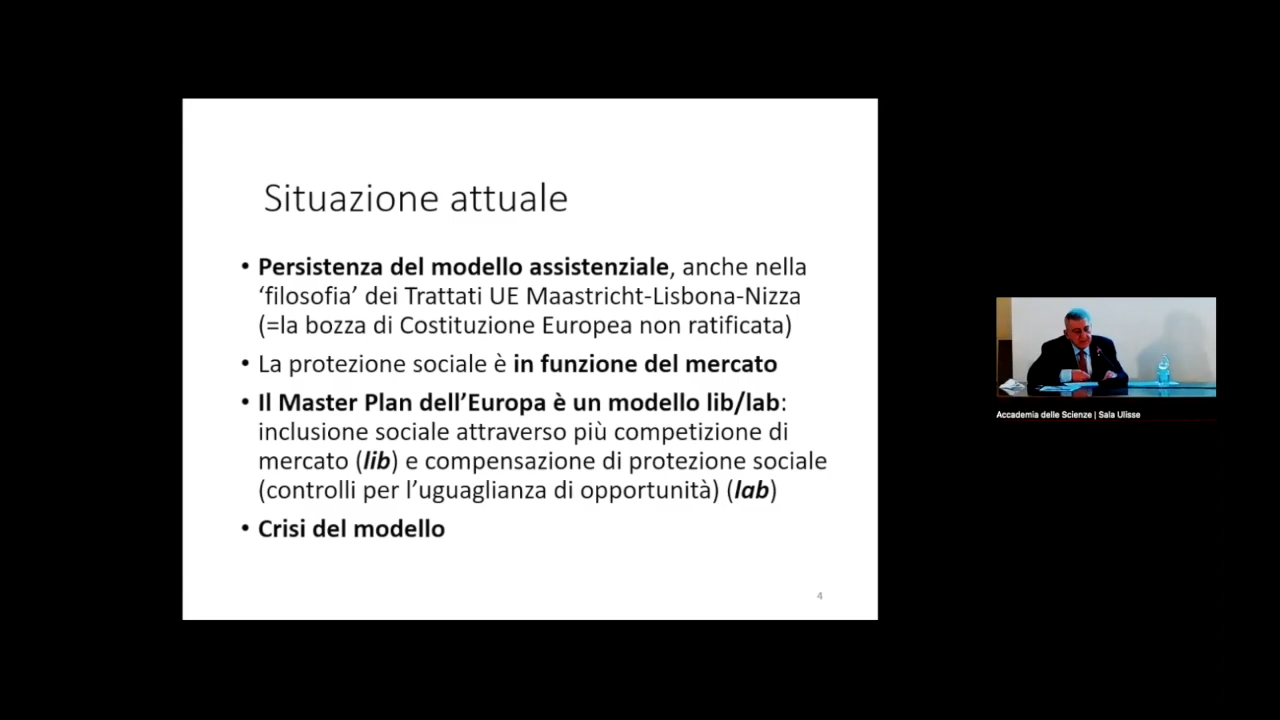 Situazione attuale
• Persistenza del modello assistenziale, anche nella
‘filosofia’ dei Trattati UE Maastricht-Lisbona-Nizza
(=la bozza di Costituzione Europea non ratificata)
• La protezione sociale è in funzione del mercato
• Il Master Plan dell’Europa è un modello lib/lab:
inclusione sociale attraverso più competizione di
mercato (lib) e compensazione di protezione sociale
(controlli per l’uguaglianza di opportunità) (lab)
• Crisi del modello
4
Accademia delle Scienze | Sala Ulisse